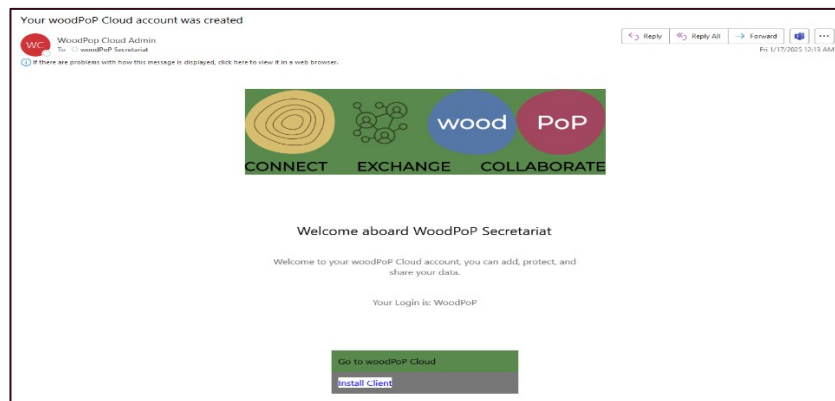 Your woodPoP Cloud account was created
WC
WoodPop Cloud Admin
To woodPoP Secretariat
Reply
Reply All
Forward
Fri 1/17/2025 12:13 AM
If there are problems with how this message is displayed, click here to view it in a web browser.
wood PoP
CONNECT EXCHANGE COLLABORATE
Welcome aboard WoodPoP Secretariat
Welcome to your woodPoP Cloud account, you can add, protect, and
share your data.
Your Login is: WoodPoP
Go to woodPoP Cloud
Install Client